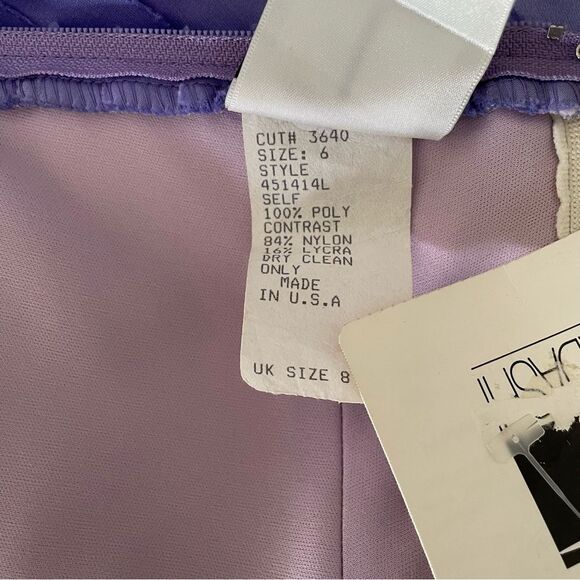 CUT# 3640
SIZE: 6
STYLE
451414L
SELF
100% POLY
CONTRAST
84% NYLON
16% LYCRA
DRY CLEAN
ONLY
MADE
IN U.S.A
UK SIZE 8